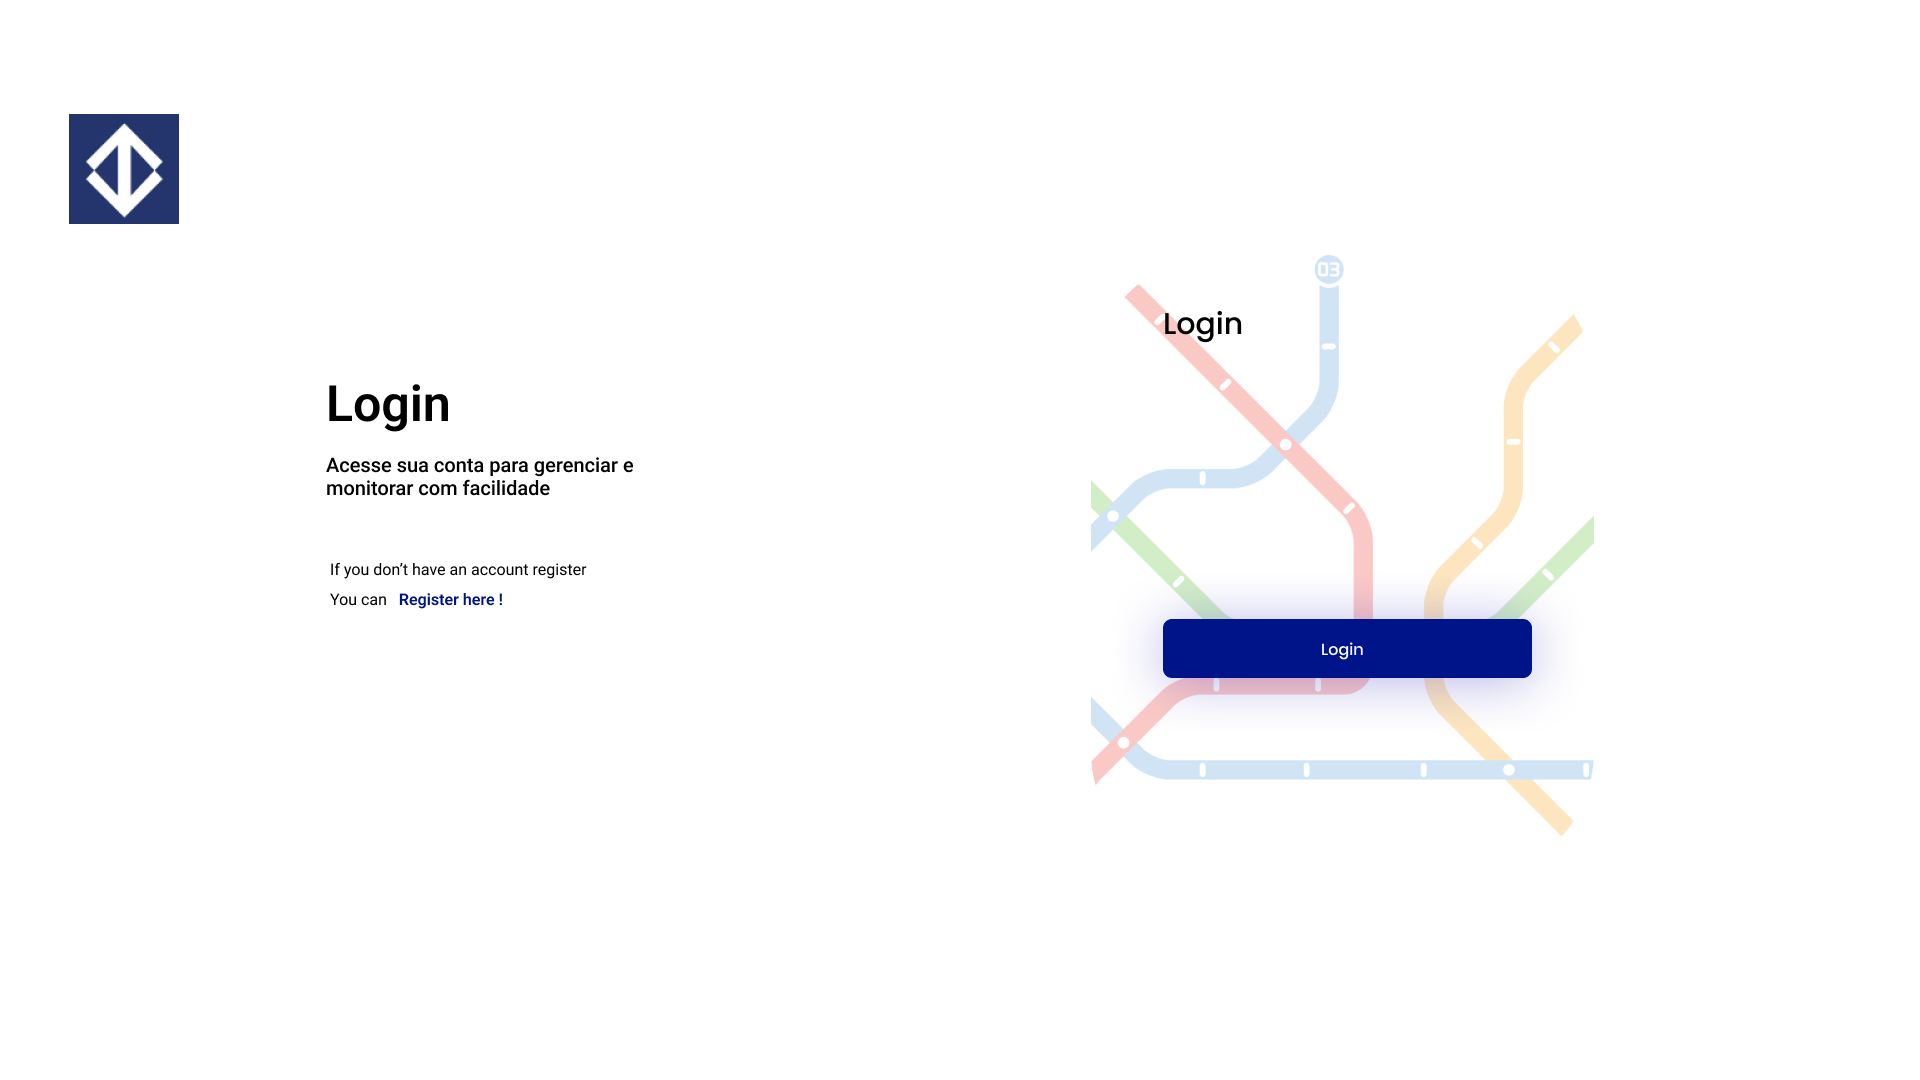 Login
Acesse sua conta para gerenciar e
monitorar com facilidade
If you don’t have an account register
You can Register here !
03
Login
Login